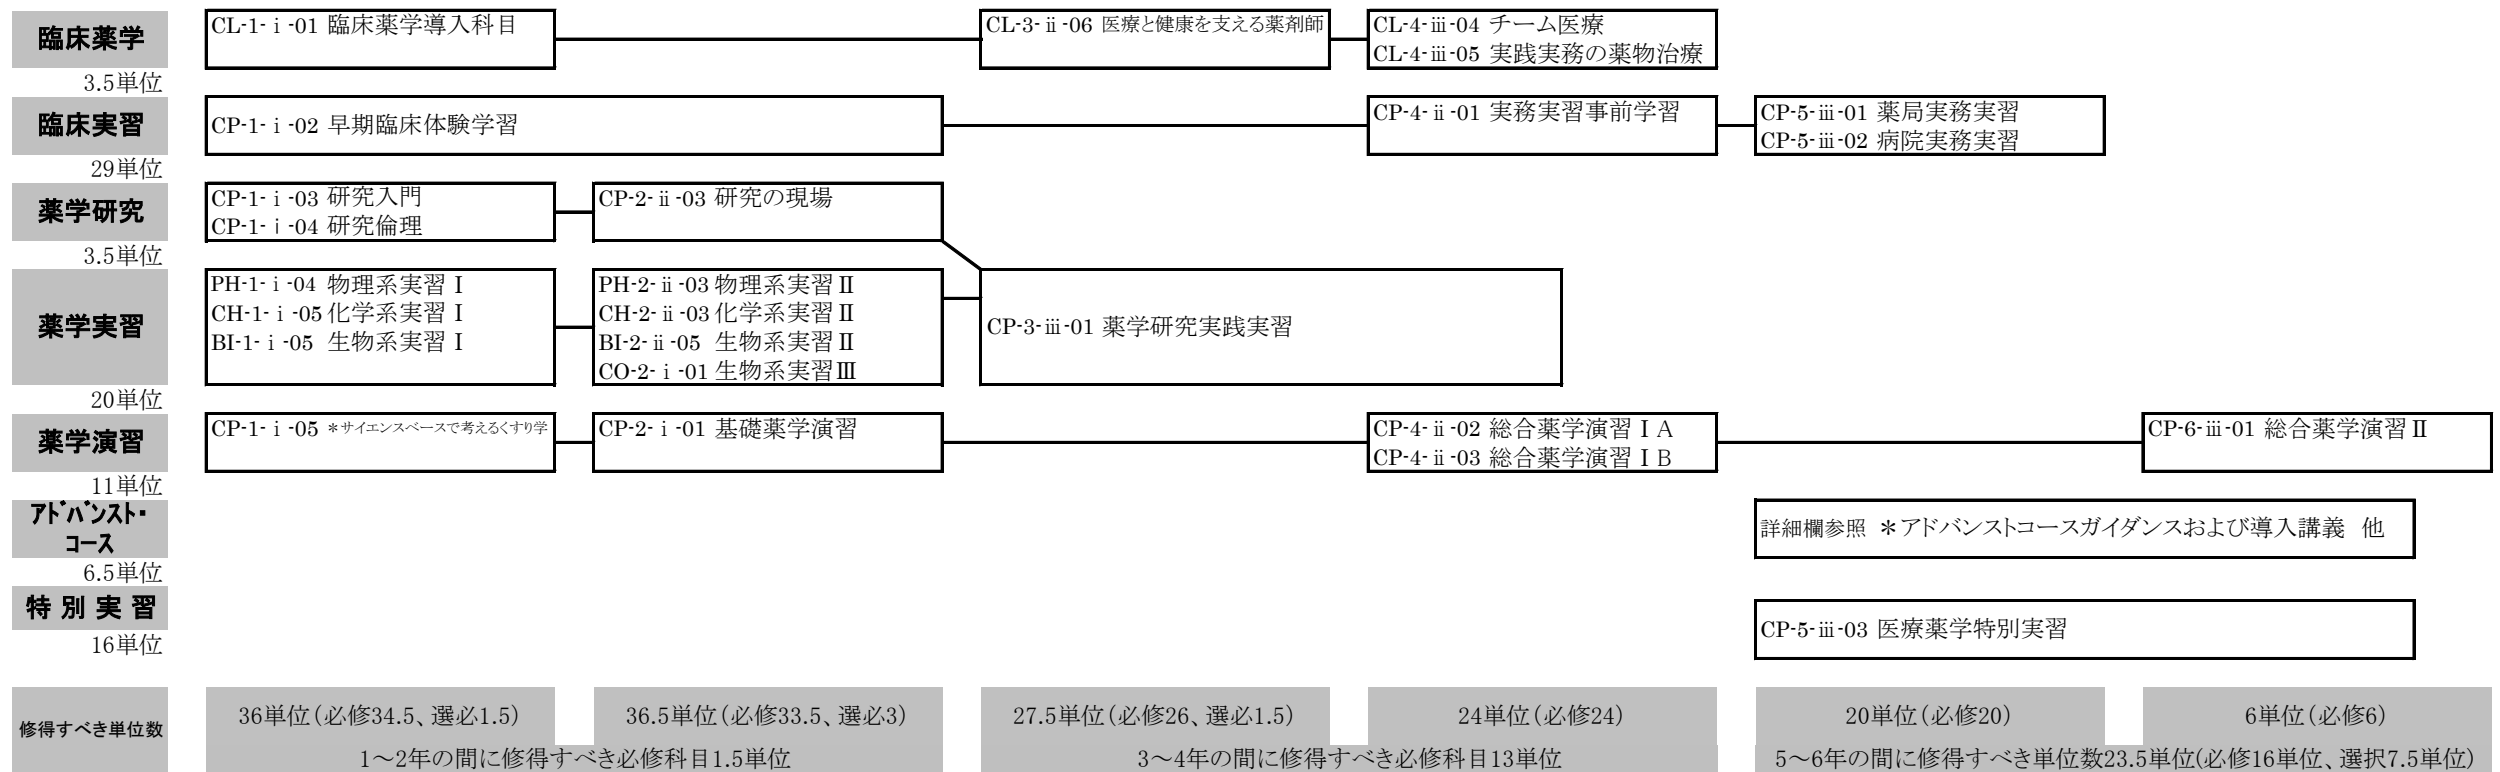 臨床薬学
3.5単位
CL-1-ⅰ-01 臨床薬学導入科目
CL-3-ⅱ-06 医療と健康を支える薬剤師
CL-4-ⅲ-04 チーム医療
CL-4-ⅲ-05 実践実務の薬物治療
臨床実習
29単位
CP-1-ⅰ-02 早期臨床体験学習
CP-4-ⅱ-01 実務実習事前学習
CP-5-ⅲ-01 薬局実務実習
CP-5-ⅲ-02 病院実務実習
薬学研究
3.5単位
CP-1-ⅰ-03 研究入門
CP-1-ⅰ-04 研究倫理
CP-2-ⅱ-03 研究の現場
薬学実習
20単位
PH-1-ⅰ-04 物理系実習Ⅰ
CH-1-ⅰ-05 化学系実習Ⅰ
BI-1-ⅰ-05 生物系実習Ⅰ
PH-2-ⅱ-03 物理系実習Ⅱ
CH-2-ⅱ-03 化学系実習Ⅱ
BI-2-ⅱ-05 生物系実習Ⅱ
CO-2-ⅰ-01 生物系実習Ⅲ
CP-3-ⅲ-01 薬学研究実践実習
薬学演習
11単位
CP-1-ⅰ-05 *サイエンスベースで考えるくすり学
CP-2-ⅰ-01 基礎薬学演習
CP-4-ⅱ-02 総合薬学演習ⅠA
CP-4-ⅱ-03 総合薬学演習ⅠB
CP-6-ⅲ-01 総合薬学演習Ⅱ
アドバンスト・
コース
6.5単位
詳細欄参照 *アドバンストコースガイダンスおよび導入講義 他
特別実習
16単位
CP-5-ⅲ-03 医療薬学特別実習
修得すべき単位数
36単位(必修34.5、選必1.5)
36.5単位(必修33.5、選必3)
27.5単位(必修26、選必1.5)
24単位(必修24)
20単位(必修20)
6単位(必修6)
1〜2年の間に修得すべき必修科目1.5単位
3〜4年の間に修得すべき必修科目13単位
5〜6年の間に修得すべき単位数23.5単位(必修16単位、選択7.5単位)